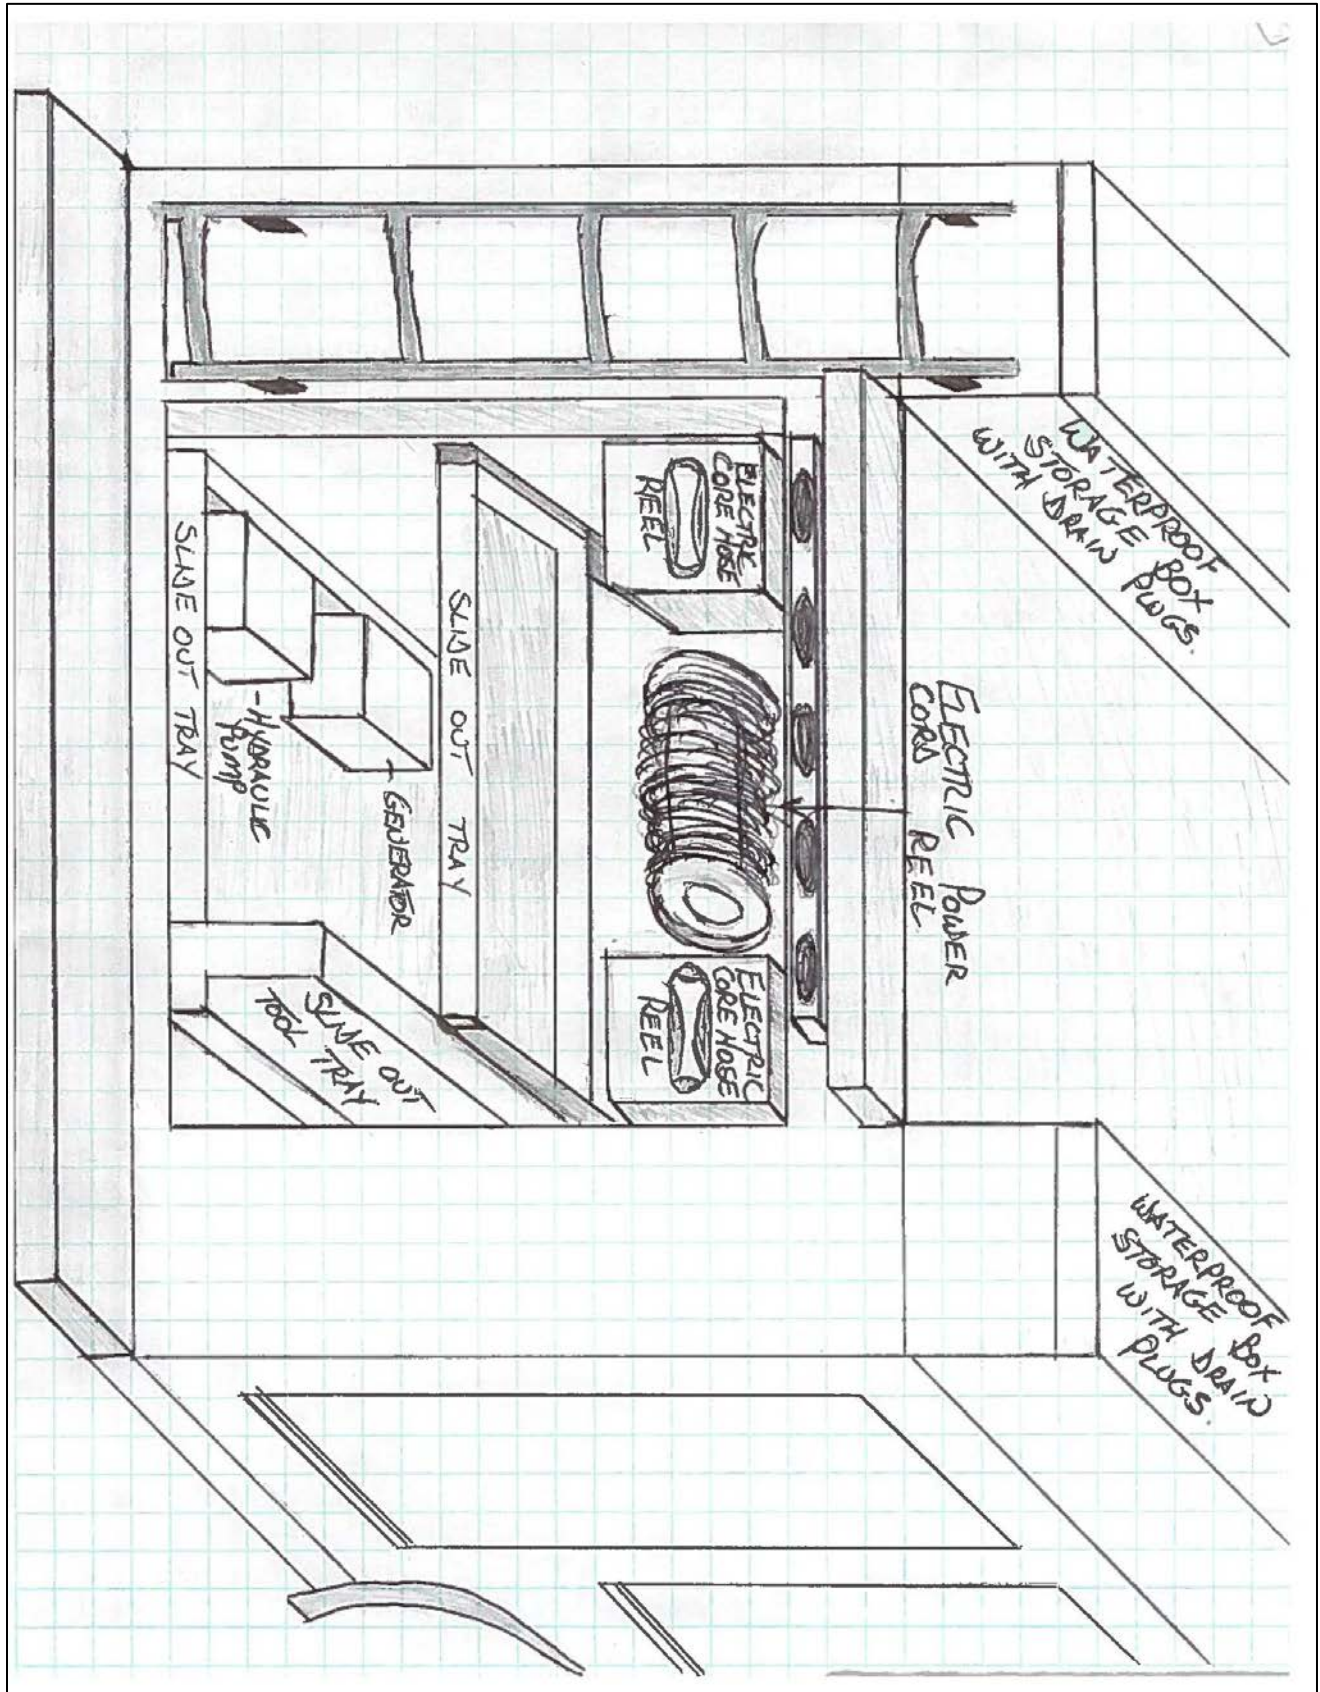 WATERPROOF
STORAGE BOX
WITH DRAIN PLUGS.
WATERPROOF
STORAGE BOX
WITH DRAIN
PLUGS.
ELECTRIC POWER
CORD REEL
ELECTRIC
CORE HOSE
REEL
ELECTRIC
CORE HOSE
REEL
SLIDE OUT TRAY
- GENERATOR
- HYDRAULIC
PUMP
SLIDE OUT
TOOL TRAY
SLIDE OUT TRAY